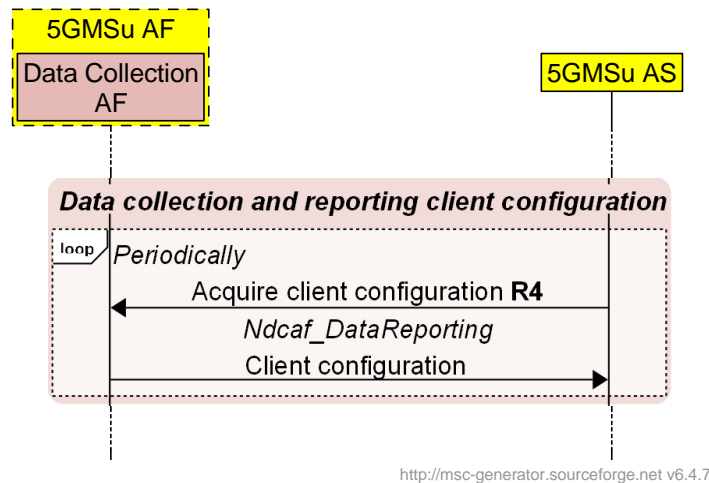 5GMSu AF
Data Collection
AF
5GMSu AS
Data collection and reporting client configuration
loop
Periodically
Acquire client configuration R4
Ndcaf_DataReporting
Client configuration
http://msc-generator.sourceforge.net v6.4.7